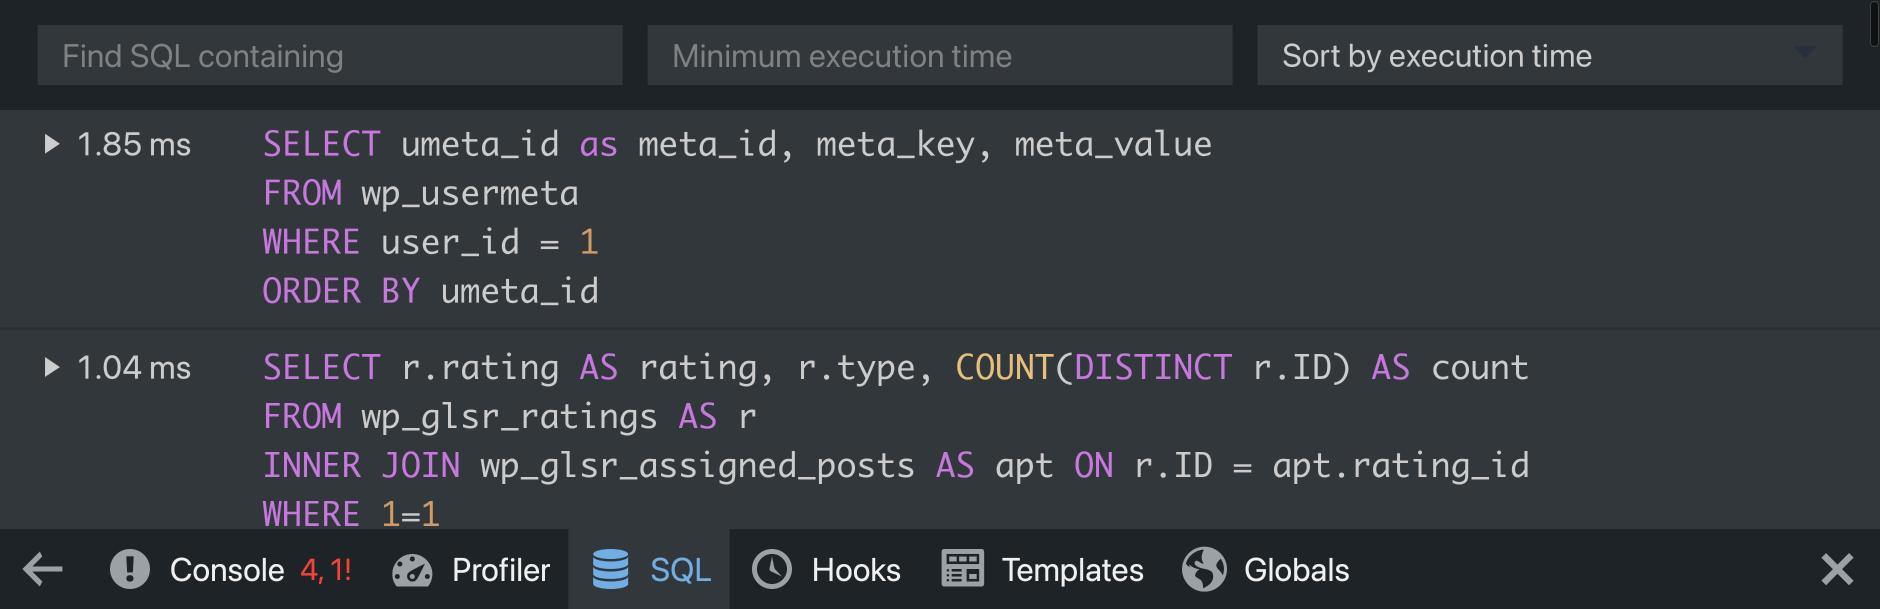 Find SQL containing
Minimum execution time
Sort by execution time
1.85 ms
SELECT umeta_id as meta_id, meta_key, meta_value
FROM wp_usermeta
WHERE user_id = 1
ORDER BY umeta_id
1.04 ms
SELECT r.rating AS rating, r.type, COUNT(DISTINCT r.ID) AS count
FROM wp_glsr_ratings AS r
INNER JOIN wp_glsr_assigned_posts AS apt ON r.ID = apt.rating_id
WHERE 1=1
Console 4, 1!
Profiler
SQL
Hooks
Templates
Globals